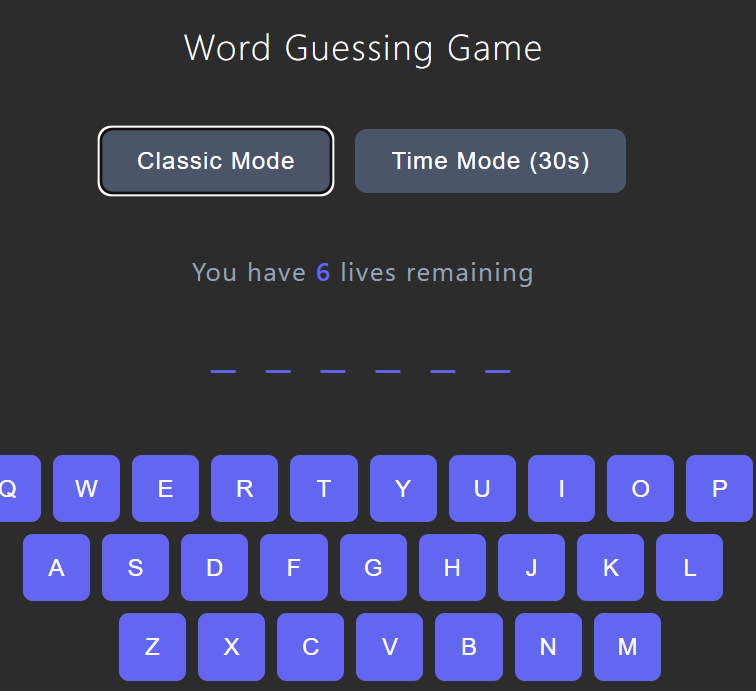 Word Guessing Game
Classic Mode Time Mode (30s)
You have 6 lives remaining
_ _ _ _ _ _
Q W E R T Y U I O P
A S D F G H J K L
Z X C V B N M